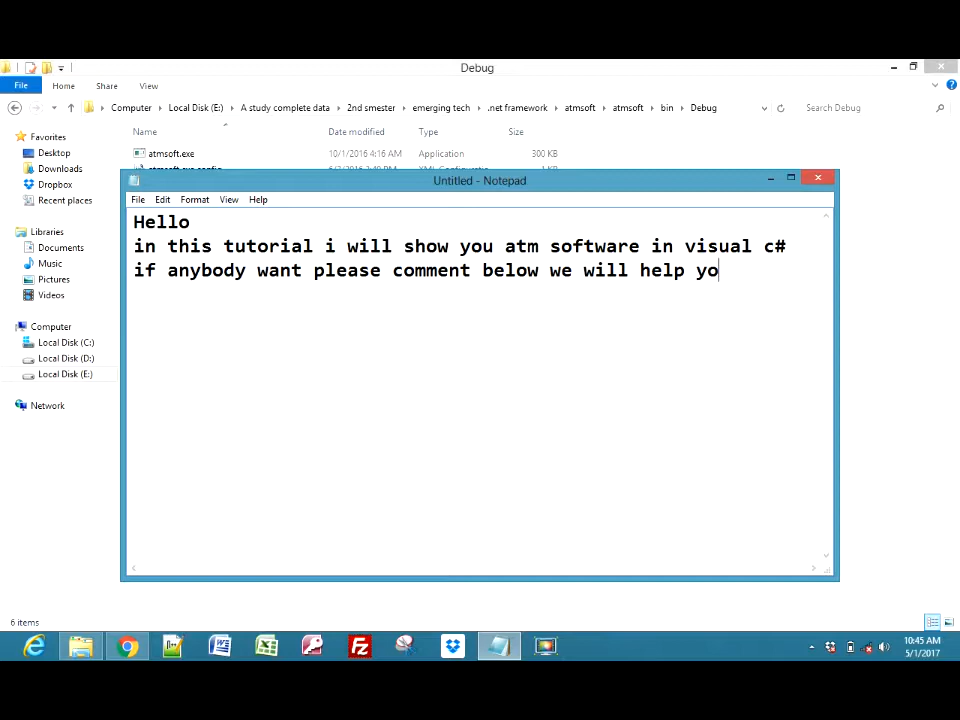 Debug
File Home Share View
Computer Local Disk (E:) A study complete data 2nd smester emerging tech .net framework atmsoft atmsoft bin Debug Search Debug
Name Date modified Type Size
Favorites
Desktop
Downloads
Dropbox
Recent places
Libraries
Documents
Music
Pictures
Videos
Computer
Local Disk (C:)
Local Disk (D:)
Local Disk (E:)
Network
atmsoft.exe 10/1/2016 4:16 AM Application 300 KB
Untitled - Notepad
File Edit Format View Help
Hello
in this tutorial i will show you atm software in visual c#
if anybody want please comment below we will help yo
6 items
10:45 AM
5/1/2017